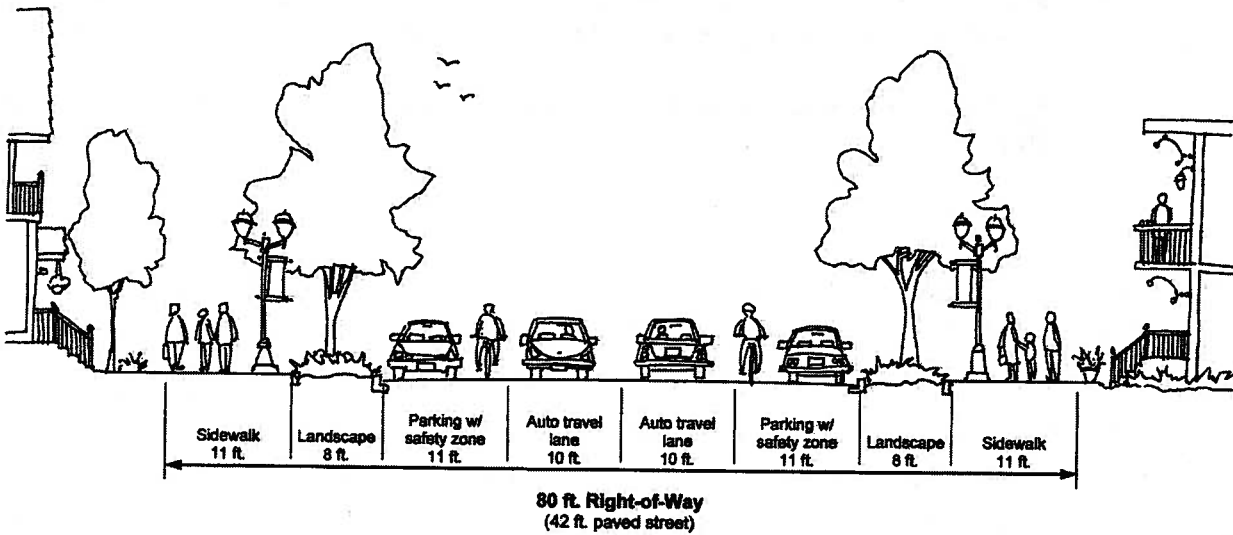 Sidewalk
11 ft.
Landscape
8 ft.
Parking w/
safety zone
11 ft.
Auto travel
lane
10 ft.
Auto travel
lane
10 ft.
Parking w/
safety zone
11 ft.
Landscape
8 ft.
Sidewalk
11 ft.
80 ft. Right-of-Way
(42 ft. paved street)